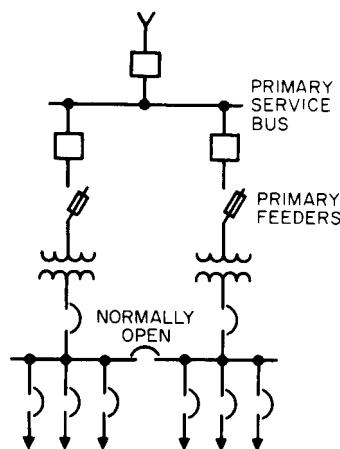 PRIMARY
SERVICE
BUS
PRIMARY
FEEDERS
NORMALLY
OPEN